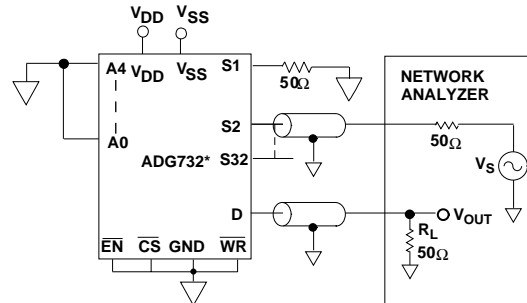 VDD VSS
A4 VDD VSS S1
50Ω
NETWORK
ANALYZER
S2
50Ω
A0
ADG732* S32
VS
D
VOUT
RL
50Ω
EN CS GND WR